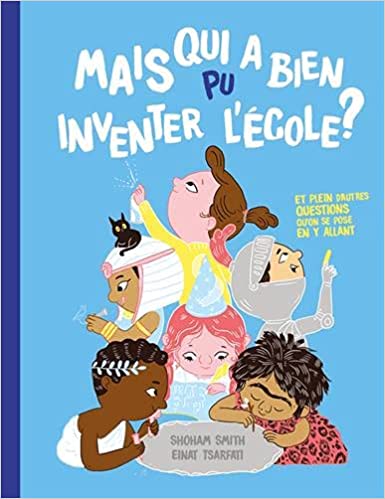 MAIS QUI A BIEN
PU
INVENTER L'ÉCOLE?
ET PLEIN D'AUTRES
QUESTIONS
QU'ON SE POSE
EN Y ALLANT
SHOHAM SMITH
EINAT TSARFATI